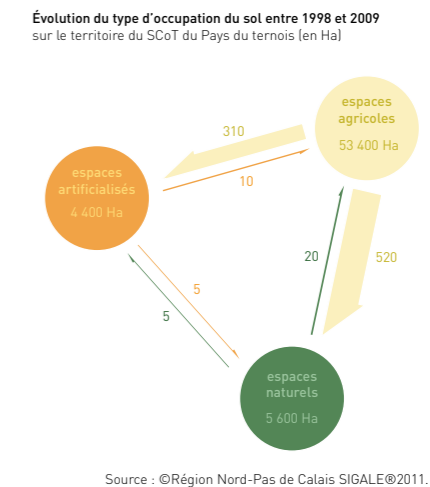 Évolution du type d'occupation du sol entre 1998 et 2009
sur le territoire du SCoT du Pays du ternois (en Ha)
espaces
agricoles
53 400 Ha
310
10
espaces
artificialisés
4 400 Ha
20
520
5
5
espaces
naturels
5 600 Ha
Source : ©Région Nord-Pas de Calais SIGALE®2011.